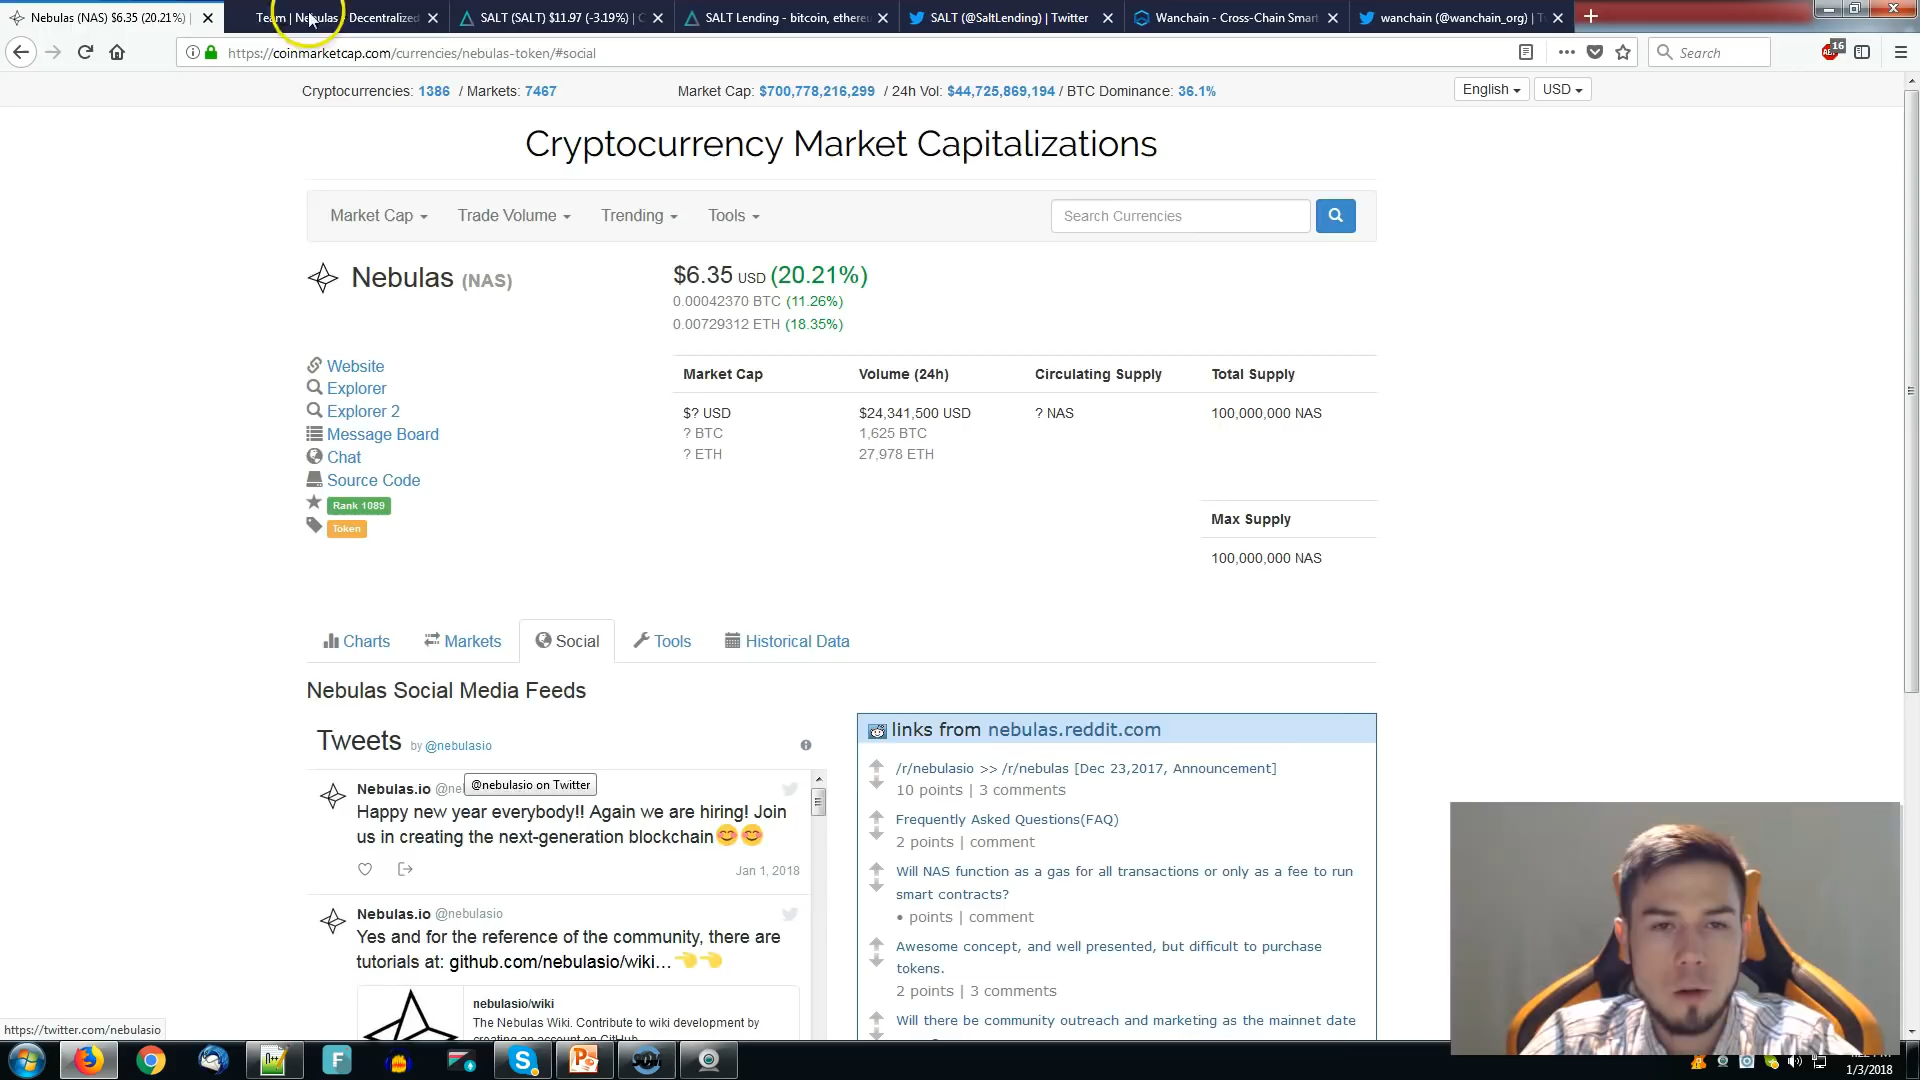 Nebulas (NAS) $6.35 (20.21%) |
Team | Nebulas - Decentralized
SALT (SALT) $11.97 (-3.19%) | C
SALT Lending - bitcoin, ethere
SALT (@SaltLending) | Twitter
Wanchain - Cross-Chain Smar
wanchain (@wanchain_org) | T
https://coinmarketcap.com/currencies/nebulas-token/#social
Search
16
Cryptocurrencies: 1386 / Markets: 7467
Market Cap: $700,778,216,299 / 24h Vol: $44,725,869,194 / BTC Dominance: 36.1%
English
USD
Cryptocurrency Market Capitalizations
Market Cap
Trade Volume
Trending
Tools
Search Currencies
Nebulas (NAS)
$6.35 USD (20.21%)
0.00042370 BTC (11.26%)
0.00729312 ETH (18.35%)
Website
Explorer
Explorer 2
Message Board
Chat
Source Code
Rank 1089
Token
Market Cap
Volume (24h)
Circulating Supply
Total Supply
$? USD
$24,341,500 USD
? NAS
100,000,000 NAS
? BTC
1,625 BTC
? ETH
27,978 ETH
Max Supply
100,000,000 NAS
Charts
Markets
Social
Tools
Historical Data
Nebulas Social Media Feeds
Tweets by @nebulasio
Nebulas.io @ne
@nebulasio on Twitter
Happy new year everybody!! Again we are hiring! Join
us in creating the next-generation blockchain😊😊
Jan 1, 2018
Nebulas.io @nebulasio
Yes and for the reference of the community, there are
tutorials at: github.com/nebulasio/wiki… 👈👈
nebulasio/wiki
The Nebulas Wiki. Contribute to wiki development by
creating an account on GitHub
links from nebulas.reddit.com
/r/nebulasio >> /r/nebulas [Dec 23,2017, Announcement]
10 points | 3 comments
Frequently Asked Questions(FAQ)
2 points | comment
Will NAS function as a gas for all transactions or only as a fee to run
smart contracts?
• points | comment
Awesome concept, and well presented, but difficult to purchase
tokens.
2 points | 3 comments
Will there be community outreach and marketing as the mainnet date
https://twitter.com/nebulasio
1/3/2018